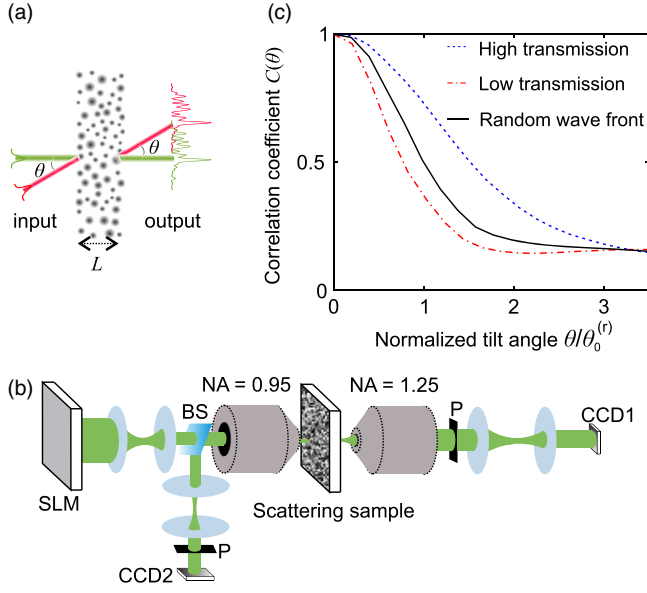 (a)
θ
θ
input
output
L
(c)
Correlation coefficient C(θ)
1
0.5
0
High transmission
Low transmission
Random wave front
0
1
2
3
Normalized tilt angle θ/θ₀⁽ʳ⁾
(b)
NA = 0.95
NA = 1.25
BS
P
CCD1
SLM
Scattering sample
P
CCD2